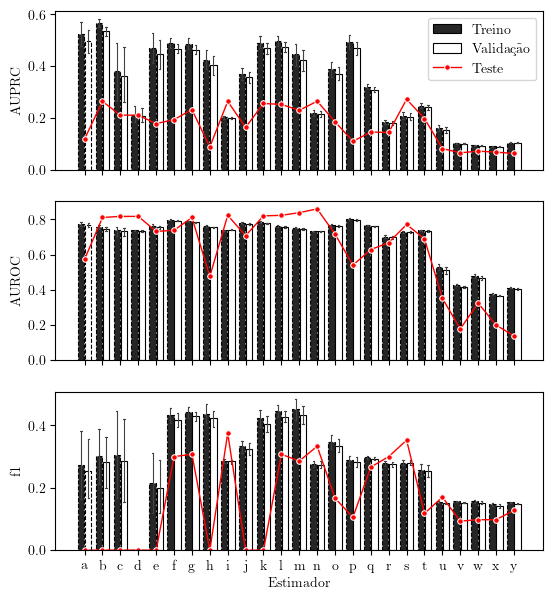 0.6
0.4
0.2
0.0
AUPRC
Treino
Validação
Teste
0.8
0.6
0.4
0.2
0.0
AUROC
0.4
0.2
0.0
f1
a b c d e f g h i j k l m n o p q r s t u v w x y
Estimador